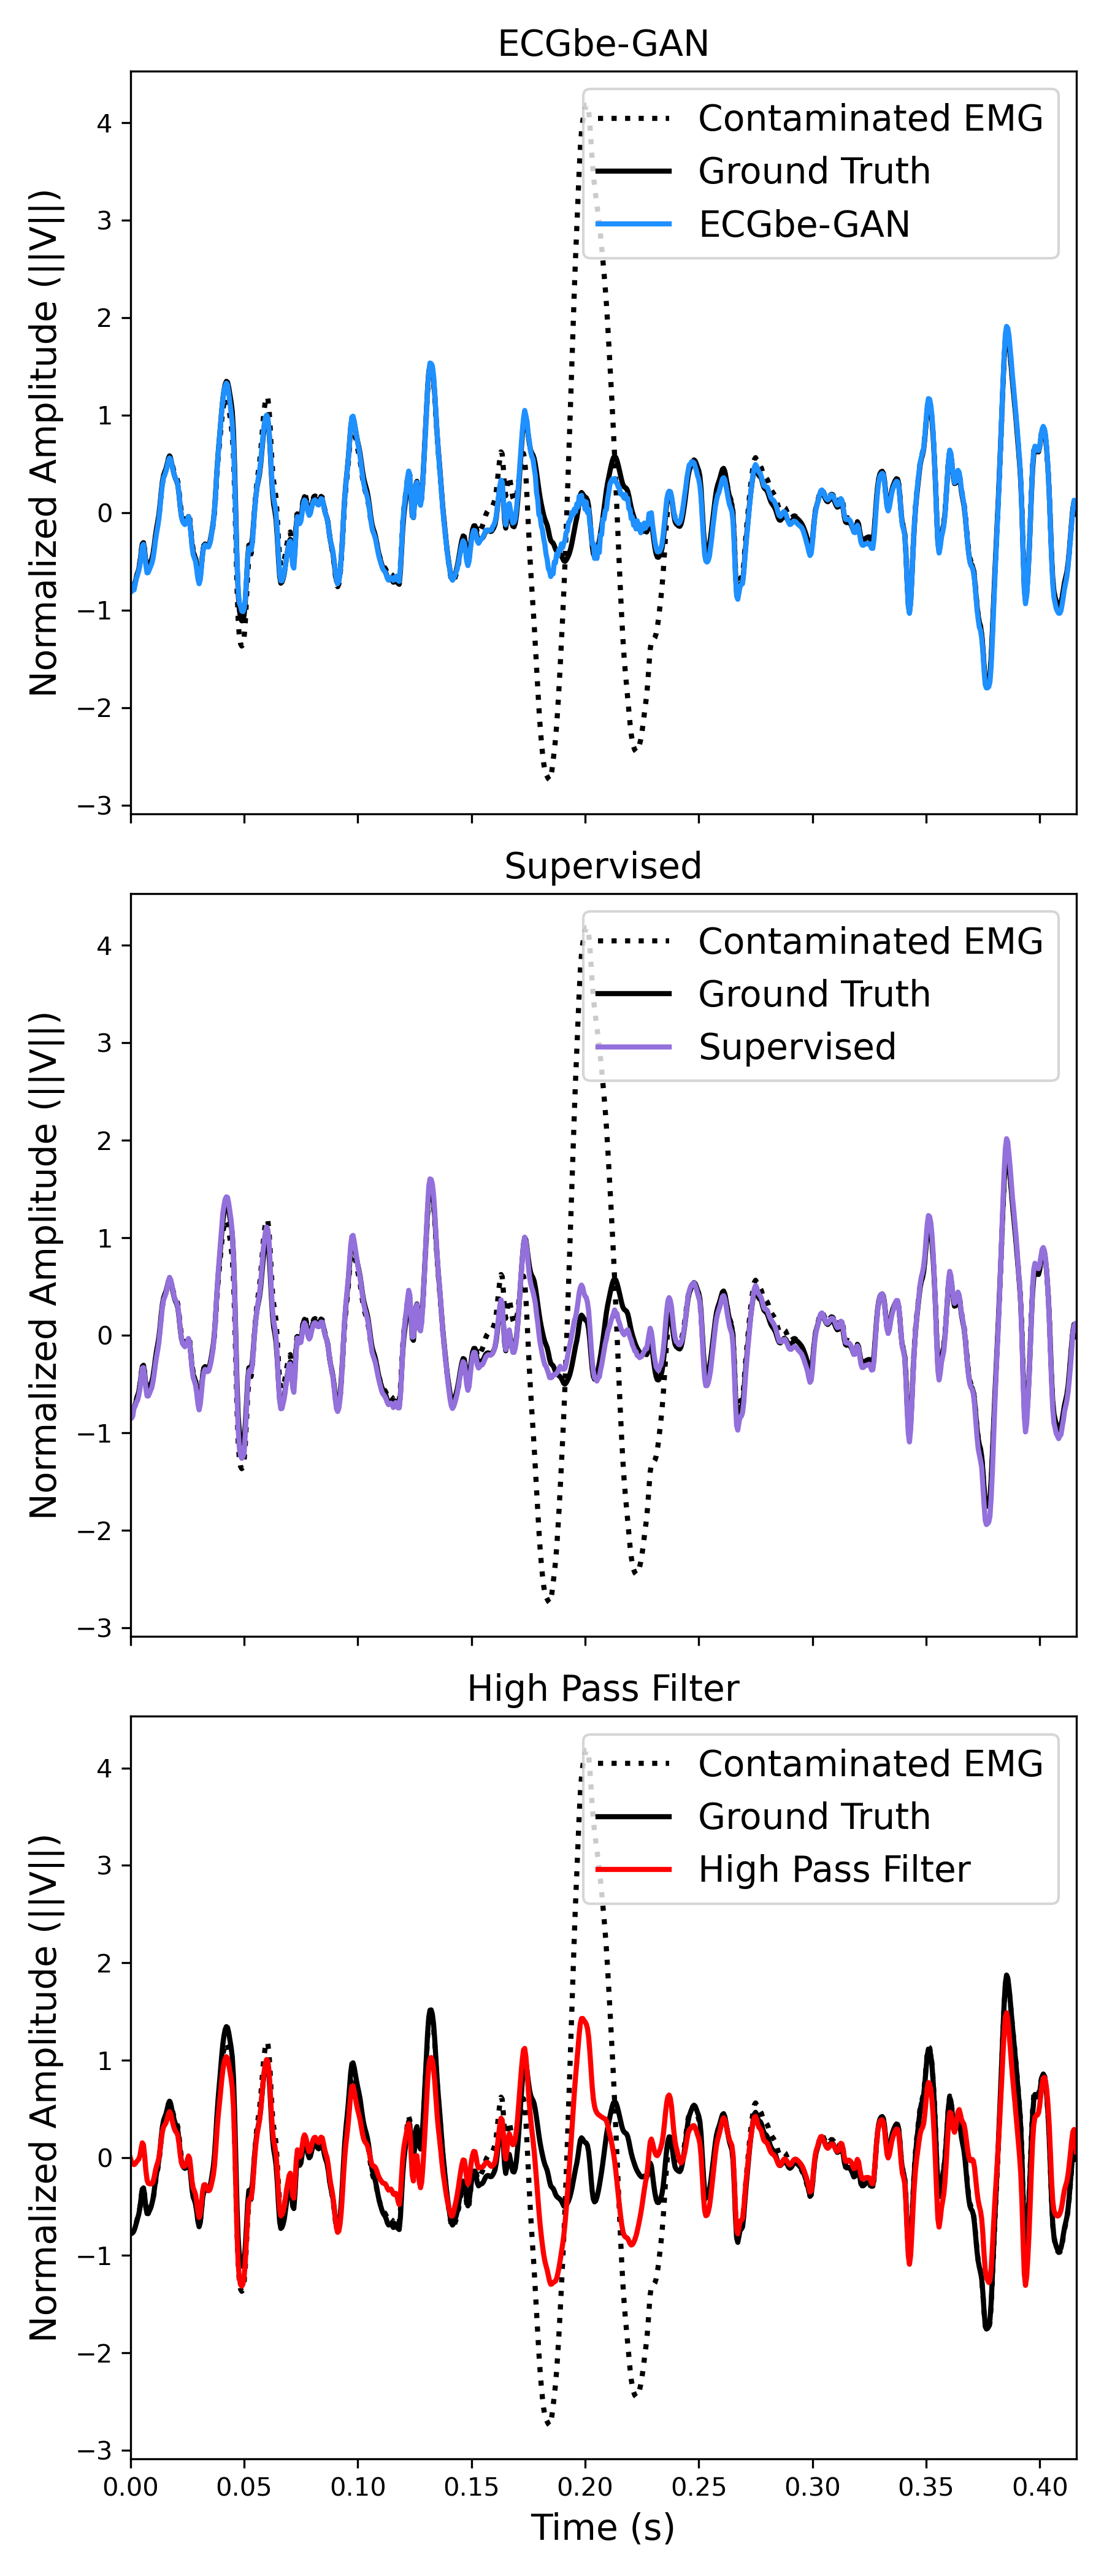 ECGbe-GAN
Normalized Amplitude (||V||)
4
3
2
1
0
−1
−2
−3
Contaminated EMG
Ground Truth
ECGbe-GAN
Supervised
Normalized Amplitude (||V||)
4
3
2
1
0
−1
−2
−3
Contaminated EMG
Ground Truth
Supervised
High Pass Filter
Normalized Amplitude (||V||)
4
3
2
1
0
−1
−2
−3
Contaminated EMG
Ground Truth
High Pass Filter
0.00 0.05 0.10 0.15 0.20 0.25 0.30 0.35 0.40
Time (s)